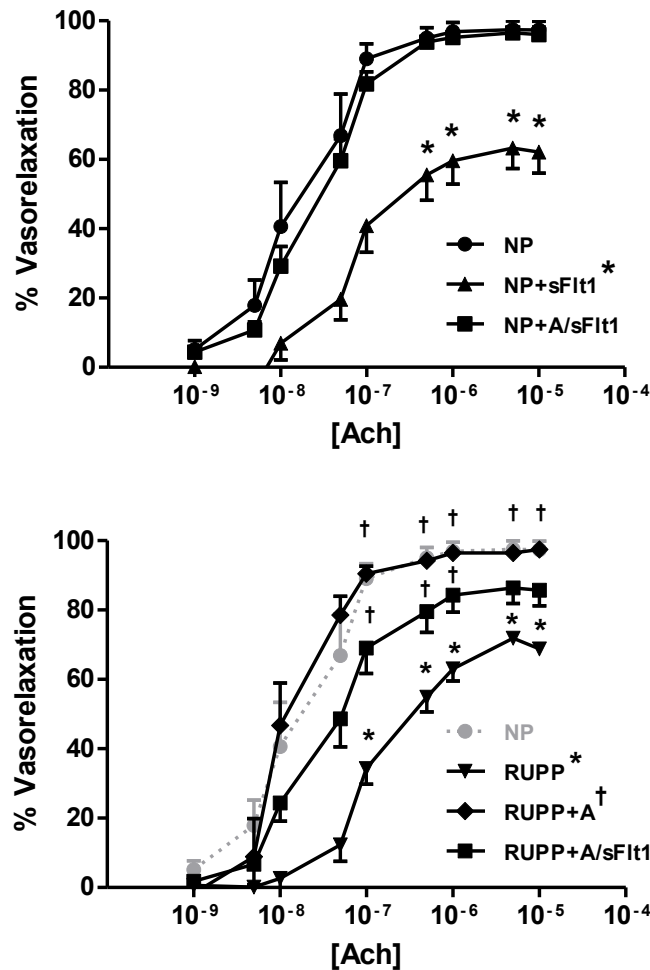 100
80
60
40
20
0
% Vasorelaxation
* * * *
NP
NP+sFlt1*
NP+A/sFlt1
10-9 10-8 10-7 10-6 10-5 10-4
[Ach]
100
80
60
40
20
0
% Vasorelaxation
† † † † †
† † †
* * * * *
NP
RUPP*
RUPP+A†
RUPP+A/sFlt1
10-9 10-8 10-7 10-6 10-5 10-4
[Ach]